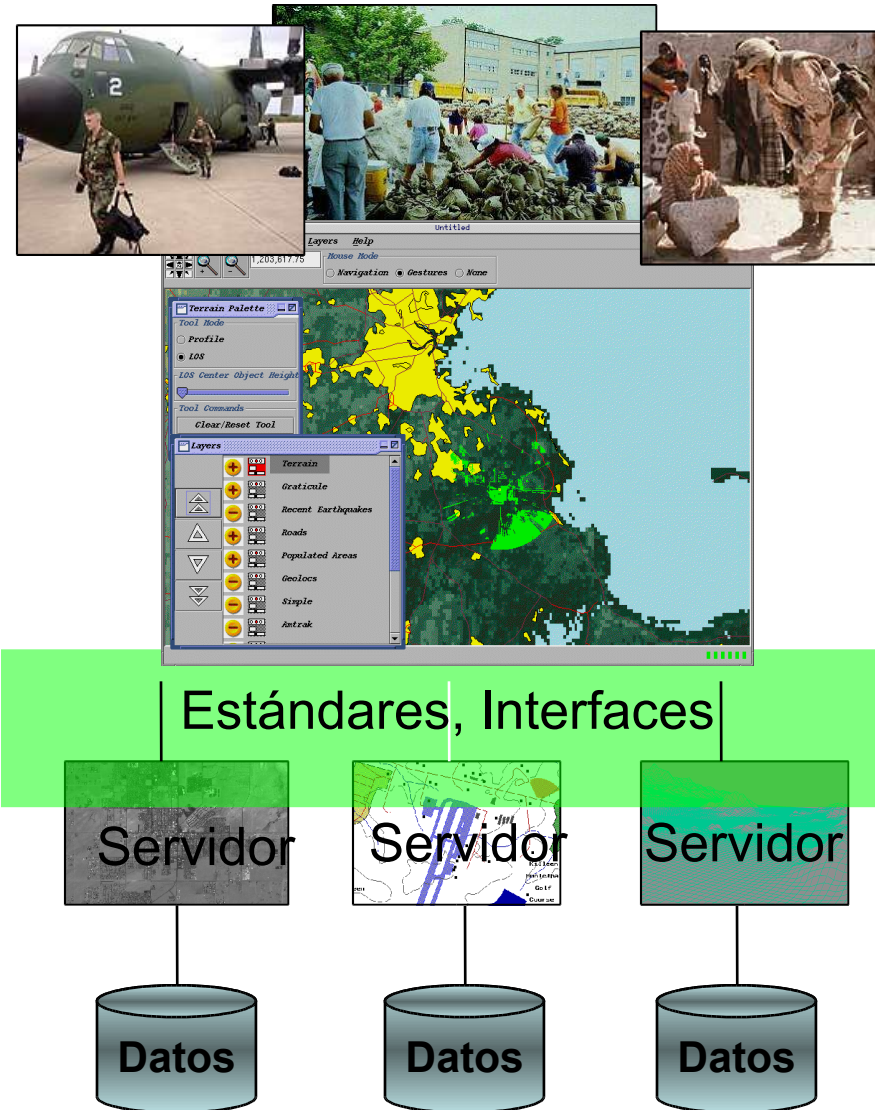 2
Untitled
Layers Help
1,203,617.75
Mouse Mode
Navigation Gestures None
Terrain Palette
Tool Mode
Profile
LOS
LOS Center Object Height
Tool Commands
Clear/Reset Tool
Layers
Terrain
Graticule
Recent Earthquakes
Roads
Populated Areas
Geolocs
Simple
Amtrak
Estándares, Interfaces
Servidor
Servidor
Servidor
Killeen
Golf
Course
Datos
Datos
Datos